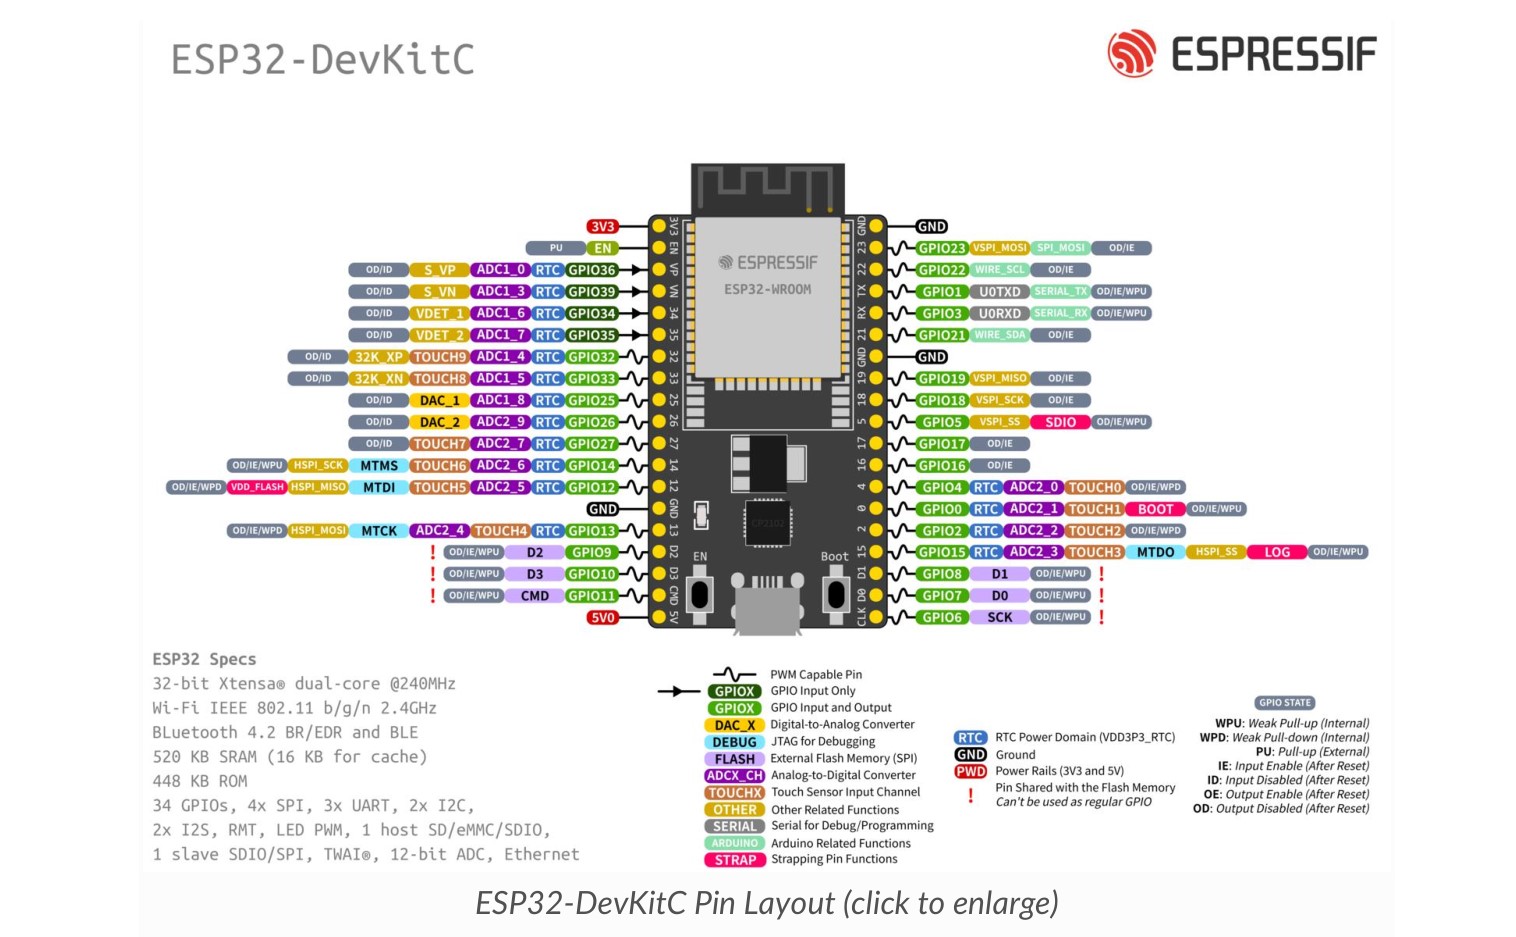 ESP32-DevKitC
ESPRESSIF
3V3 3V3 GND GND
PU EN EN 23 GPIO23 VSPI_MOSI SPI_MOSI OD/IE
OD/ID S_VP ADC1_0 RTC GPIO36 VP 22 GPIO22 WIRE_SCL OD/IE
ESPRESSIF
OD/ID S_VN ADC1_3 RTC GPIO39 VN TX GPIO1 U0TXD SERIAL_TX OD/IE/WPU
ESP32-WROOM
OD/ID VDET_1 ADC1_6 RTC GPIO34 34 RX GPIO3 U0RXD SERIAL_RX OD/IE/WPU
OD/ID VDET_2 ADC1_7 RTC GPIO35 35 21 GPIO21 WIRE_SDA OD/IE
OD/ID 32K_XP TOUCH9 ADC1_4 RTC GPIO32 32 GND GND
OD/ID 32K_XN TOUCH8 ADC1_5 RTC GPIO33 33 19 GPIO19 VSPI_MISO OD/IE
OD/ID DAC_1 ADC1_8 RTC GPIO25 25 18 GPIO18 VSPI_SCK OD/IE
OD/ID DAC_2 ADC2_9 RTC GPIO26 26 5 GPIO5 VSPI_SS SDIO OD/IE/WPU
OD/ID TOUCH7 ADC2_7 RTC GPIO27 27 17 GPIO17 OD/IE
OD/IE/WPU HSPI_SCK MTMS TOUCH6 ADC2_6 RTC GPIO14 14 16 GPIO16 OD/IE
OD/IE/WPD VDD_FLASH HSPI_MISO MTDI TOUCH5 ADC2_5 RTC GPIO12 12 4 GPIO4 RTC ADC2_0 TOUCH0 OD/IE/WPD
GND GND 0 GPIO0 RTC ADC2_1 TOUCH1 BOOT OD/IE/WPU
CP2102
OD/IE/WPD HSPI_MOSI MTCK ADC2_4 TOUCH4 RTC GPIO13 13 2 GPIO2 RTC ADC2_2 TOUCH2 OD/IE/WPD
! OD/IE/WPU D2 GPIO9 D2 EN Boot 15 GPIO15 RTC ADC2_3 TOUCH3 MTDO HSPI_SS LOG OD/IE/WPU
! OD/IE/WPU D3 GPIO10 D3 D1 GPIO8 D1 OD/IE/WPU !
! OD/IE/WPU CMD GPIO11 CMD D0 GPIO7 D0 OD/IE/WPU !
5V0 5V CLK GPIO6 SCK OD/IE/WPU !
ESP32 Specs
32-bit Xtensa® dual-core @240MHz
Wi-Fi IEEE 802.11 b/g/n 2.4GHz
BLuetooth 4.2 BR/EDR and BLE
520 KB SRAM (16 KB for cache)
448 KB ROM
34 GPIOs, 4x SPI, 3x UART, 2x I2C,
2x I2S, RMT, LED PWM, 1 host SD/eMMC/SDIO,
1 slave SDIO/SPI, TWAI®, 12-bit ADC, Ethernet
PWM Capable Pin
GPIOX GPIO Input Only
GPIOX GPIO Input and Output
DAC_X Digital-to-Analog Converter
DEBUG JTAG for Debugging
FLASH External Flash Memory (SPI)
ADCX_CH Analog-to-Digital Converter
TOUCHX Touch Sensor Input Channel
OTHER Other Related Functions
SERIAL Serial for Debug/Programming
ARDUINO Arduino Related Functions
STRAP Strapping Pin Functions
RTC RTC Power Domain (VDD3P3_RTC)
GND Ground
PWD Power Rails (3V3 and 5V)
! Pin Shared with the Flash Memory
Can't be used as regular GPIO
GPIO STATE
WPU: Weak Pull-up (Internal)
WPD: Weak Pull-down (Internal)
PU: Pull-up (External)
IE: Input Enable (After Reset)
ID: Input Disabled (After Reset)
OE: Output Enable (After Reset)
OD: Output Disabled (After Reset)
ESP32-DevKitC Pin Layout (click to enlarge)